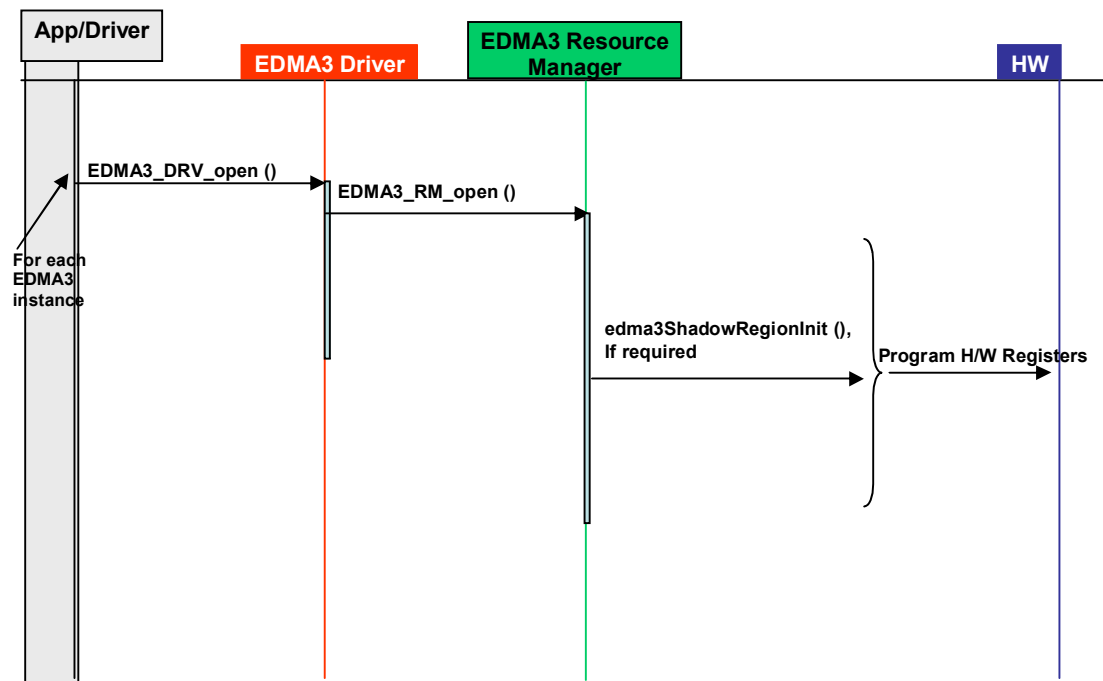 App/Driver
EDMA3 Driver
EDMA3 Resource
Manager
HW
EDMA3_DRV_open ()
EDMA3_RM_open ()
For each
EDMA3
instance
edma3ShadowRegionInit (),
If required
Program H/W Registers